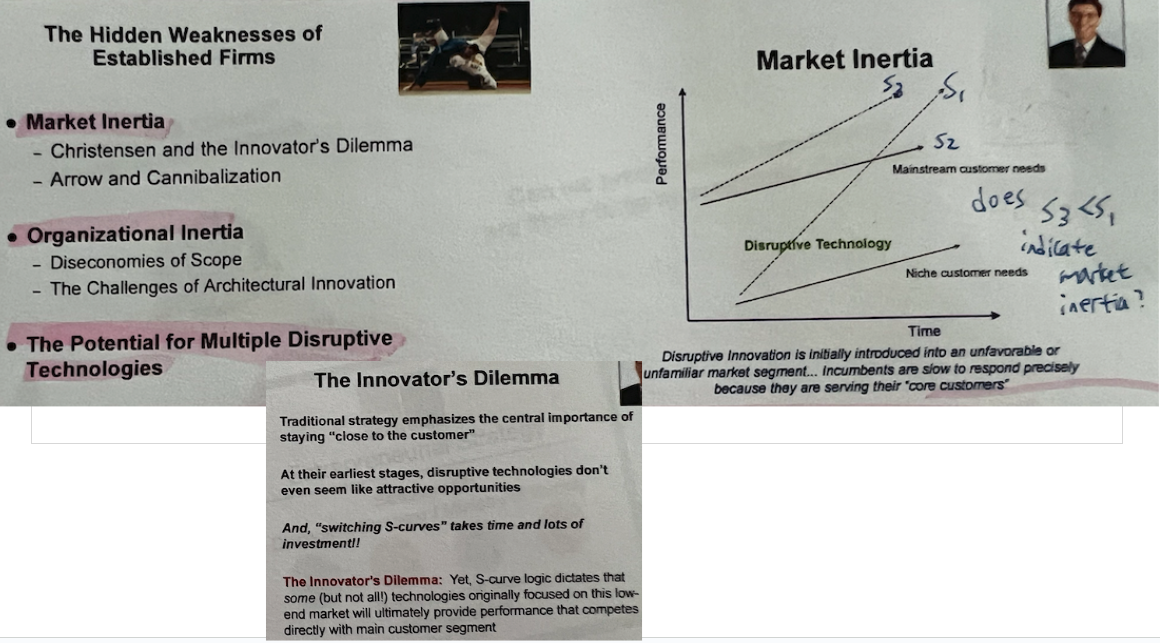 The Hidden Weaknesses of
Established Firms
• Market Inertia
– Christensen and the Innovator's Dilemma
– Arrow and Cannibalization
• Organizational Inertia
– Diseconomies of Scope
– The Challenges of Architectural Innovation
• The Potential for Multiple Disruptive
Technologies
Market Inertia
Performance
S3
S1
S2
Mainstream customer needs
Disruptive Technology
Niche customer needs
Time
does S3 < S1
indicate
market
inertia?
Disruptive Innovation is initially introduced into an unfavorable or
unfamiliar market segment... Incumbents are slow to respond precisely
because they are serving their "core customers"
The Innovator's Dilemma
Traditional strategy emphasizes the central importance of
staying "close to the customer"
At their earliest stages, disruptive technologies don't
even seem like attractive opportunities
And, "switching S-curves" takes time and lots of
investment!!
The Innovator's Dilemma: Yet, S-curve logic dictates that
some (but not all!) technologies originally focused on this low-
end market will ultimately provide performance that competes
directly with main customer segment